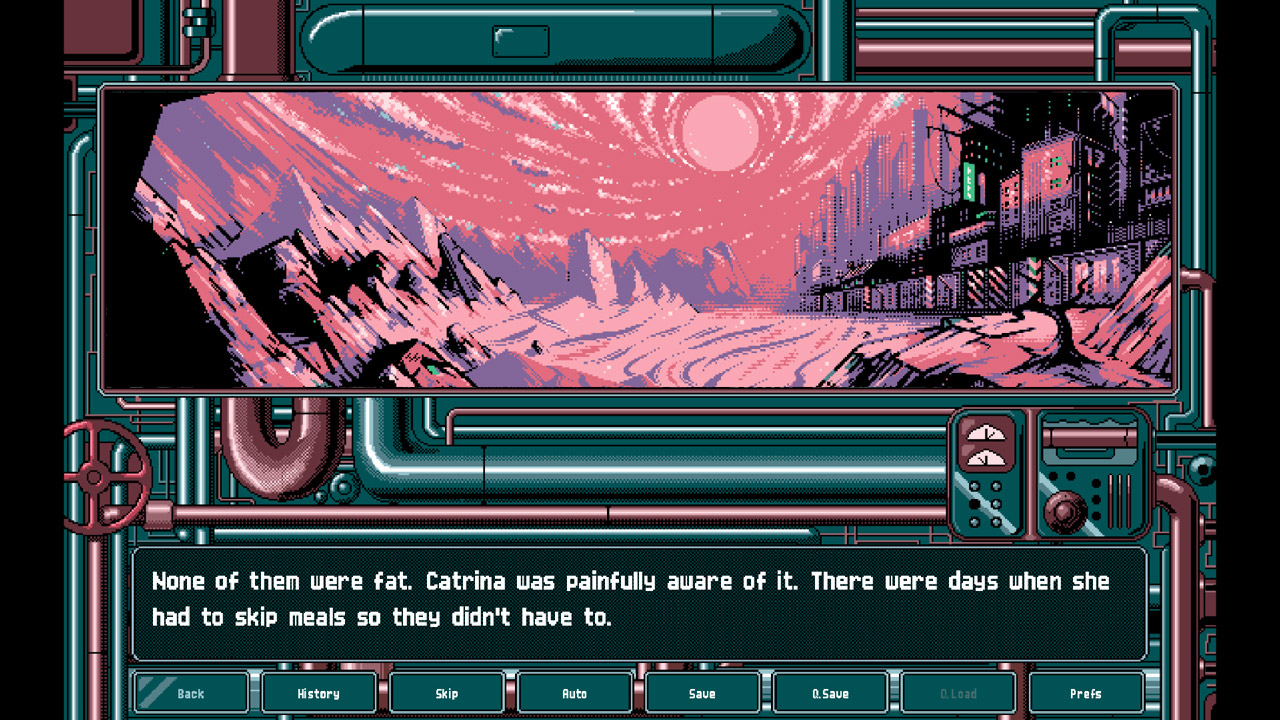 None of them were fat. Catrina was painfully aware of it. There were days when she
had to skip meals so they didn't have to.
Back
History
Skip
Auto
Save
Q.Save
Q.Load
Prefs